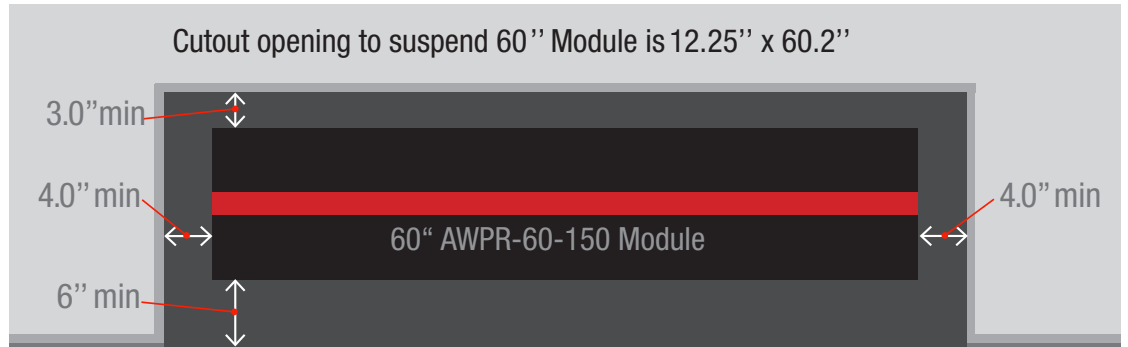 Cutout opening to suspend 60'' Module is 12.25'' x 60.2''
3.0”min
4.0” min
4.0” min
60“ AWPR-60-150 Module
6’’ min